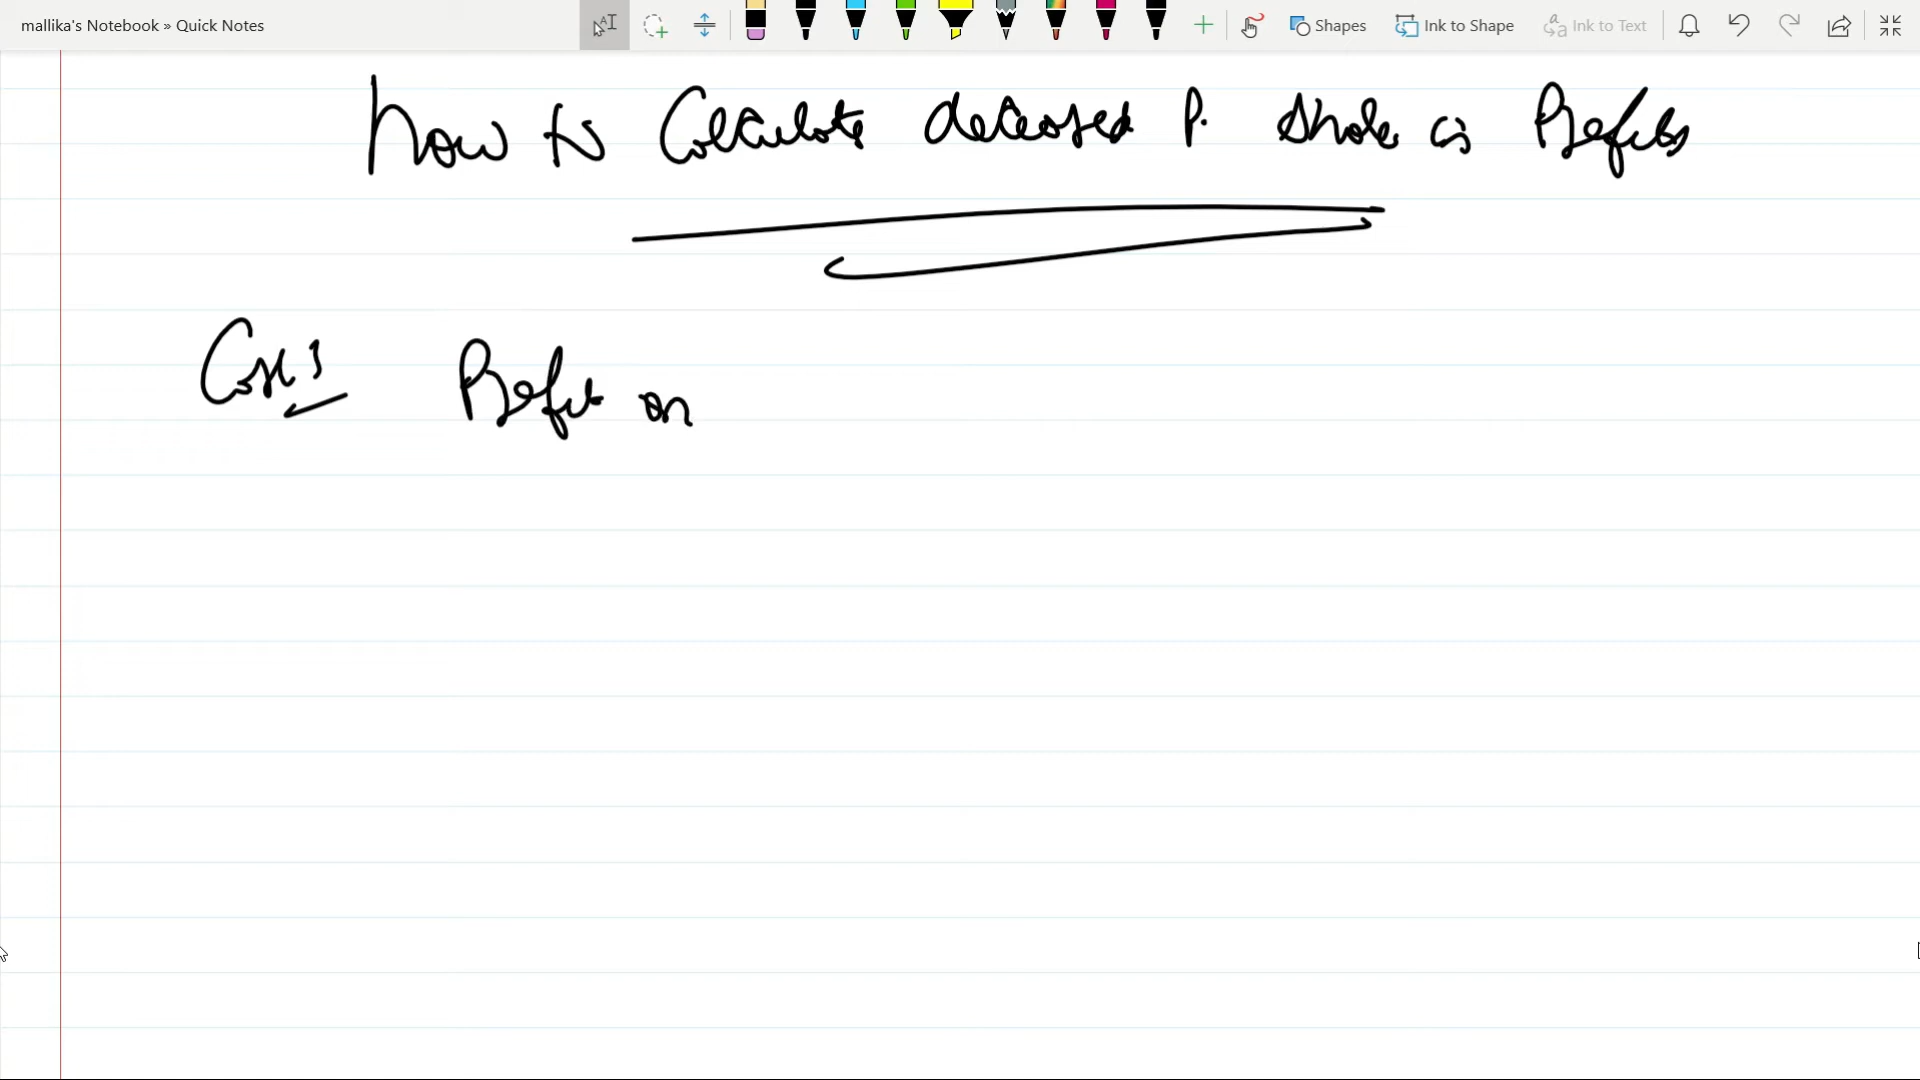 mallika's Notebook » Quick Notes
Shapes Ink to Shape Ink to Text
How to Calculate deceased P. Share in Profits
Case 1 Profit on